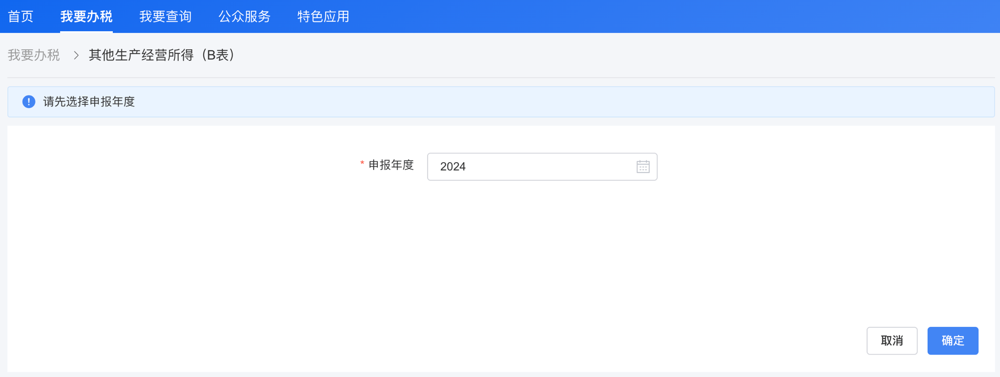 首页 我要办税 我要查询 公众服务 特色应用
我要办税 > 其他生产经营所得（B表）
请先选择申报年度
* 申报年度 2024
取消 确定